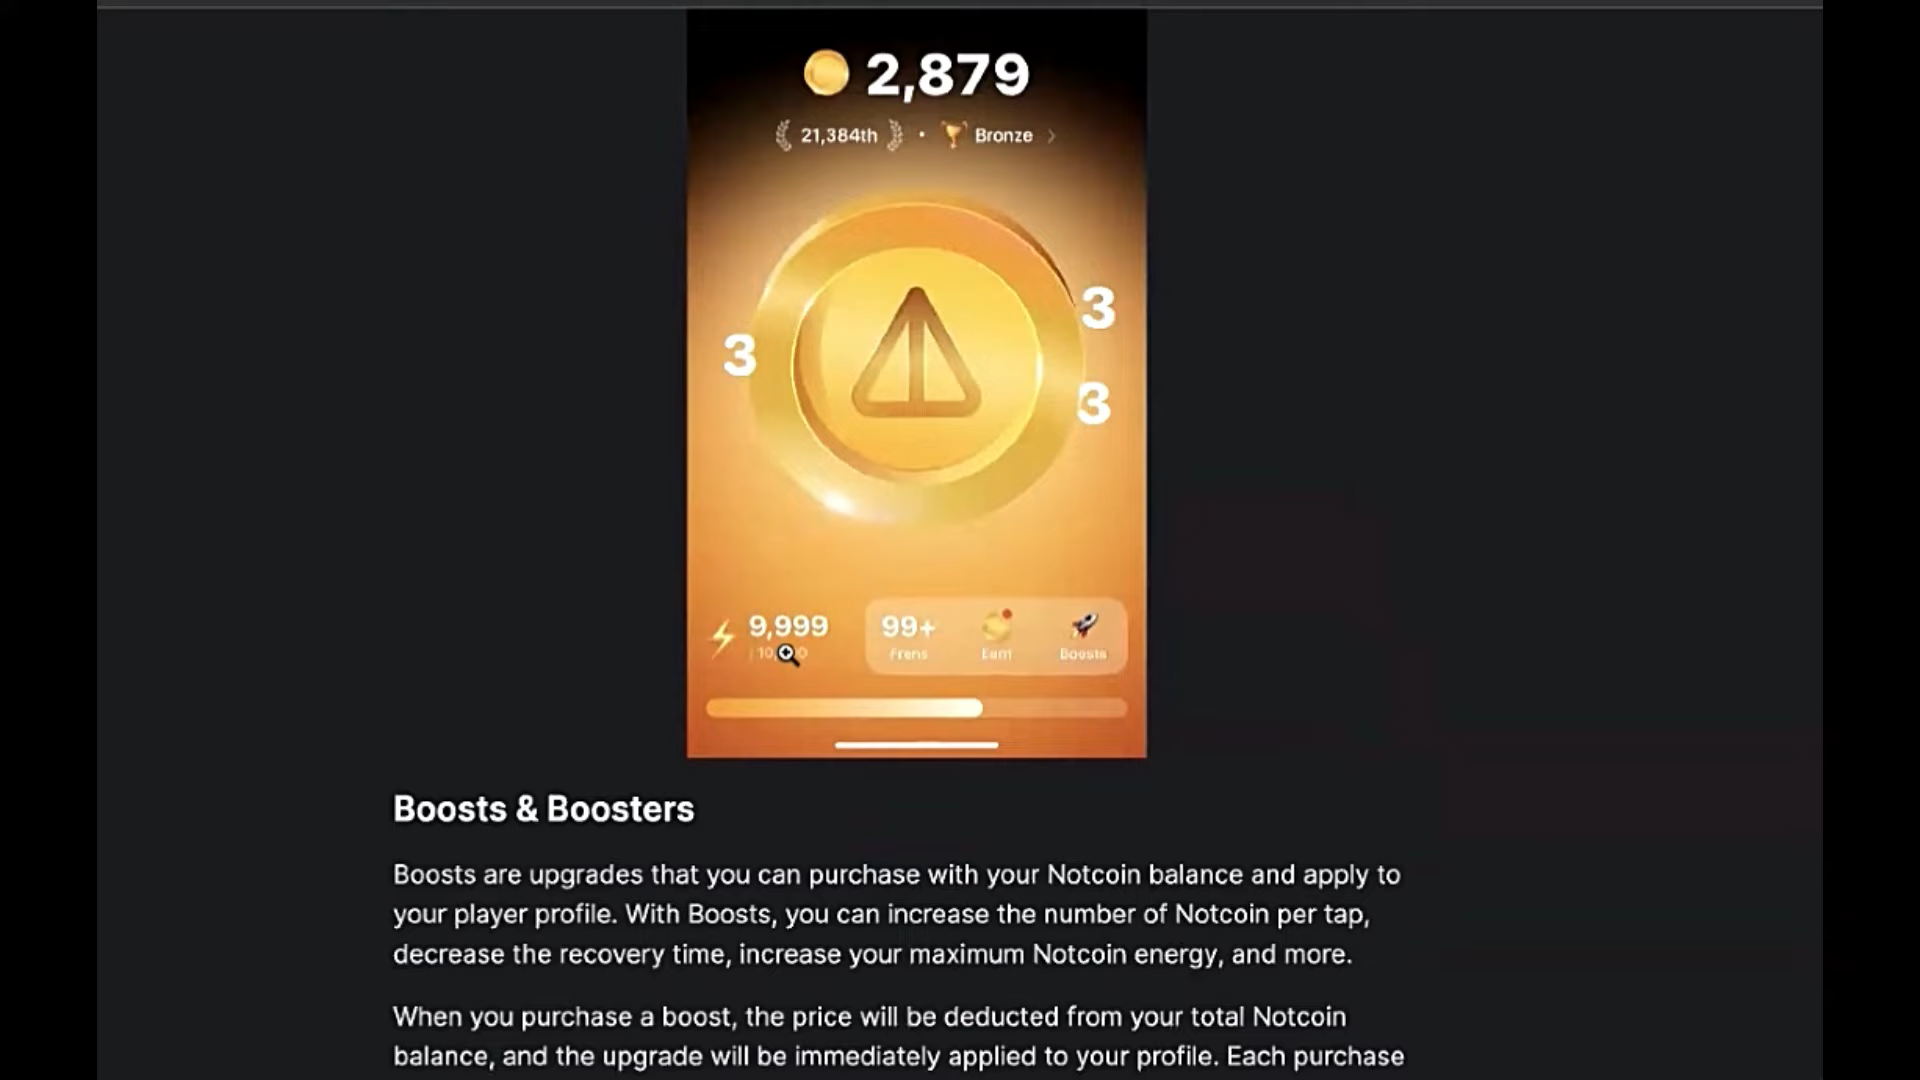 2,879
21,384th • Bronze >
3
3
3
9,999
99+
Frens
Earn
Boosts
Boosts & Boosters
Boosts are upgrades that you can purchase with your Notcoin balance and apply to
your player profile. With Boosts, you can increase the number of Notcoin per tap,
decrease the recovery time, increase your maximum Notcoin energy, and more.
When you purchase a boost, the price will be deducted from your total Notcoin
balance, and the upgrade will be immediately applied to your profile. Each purchase